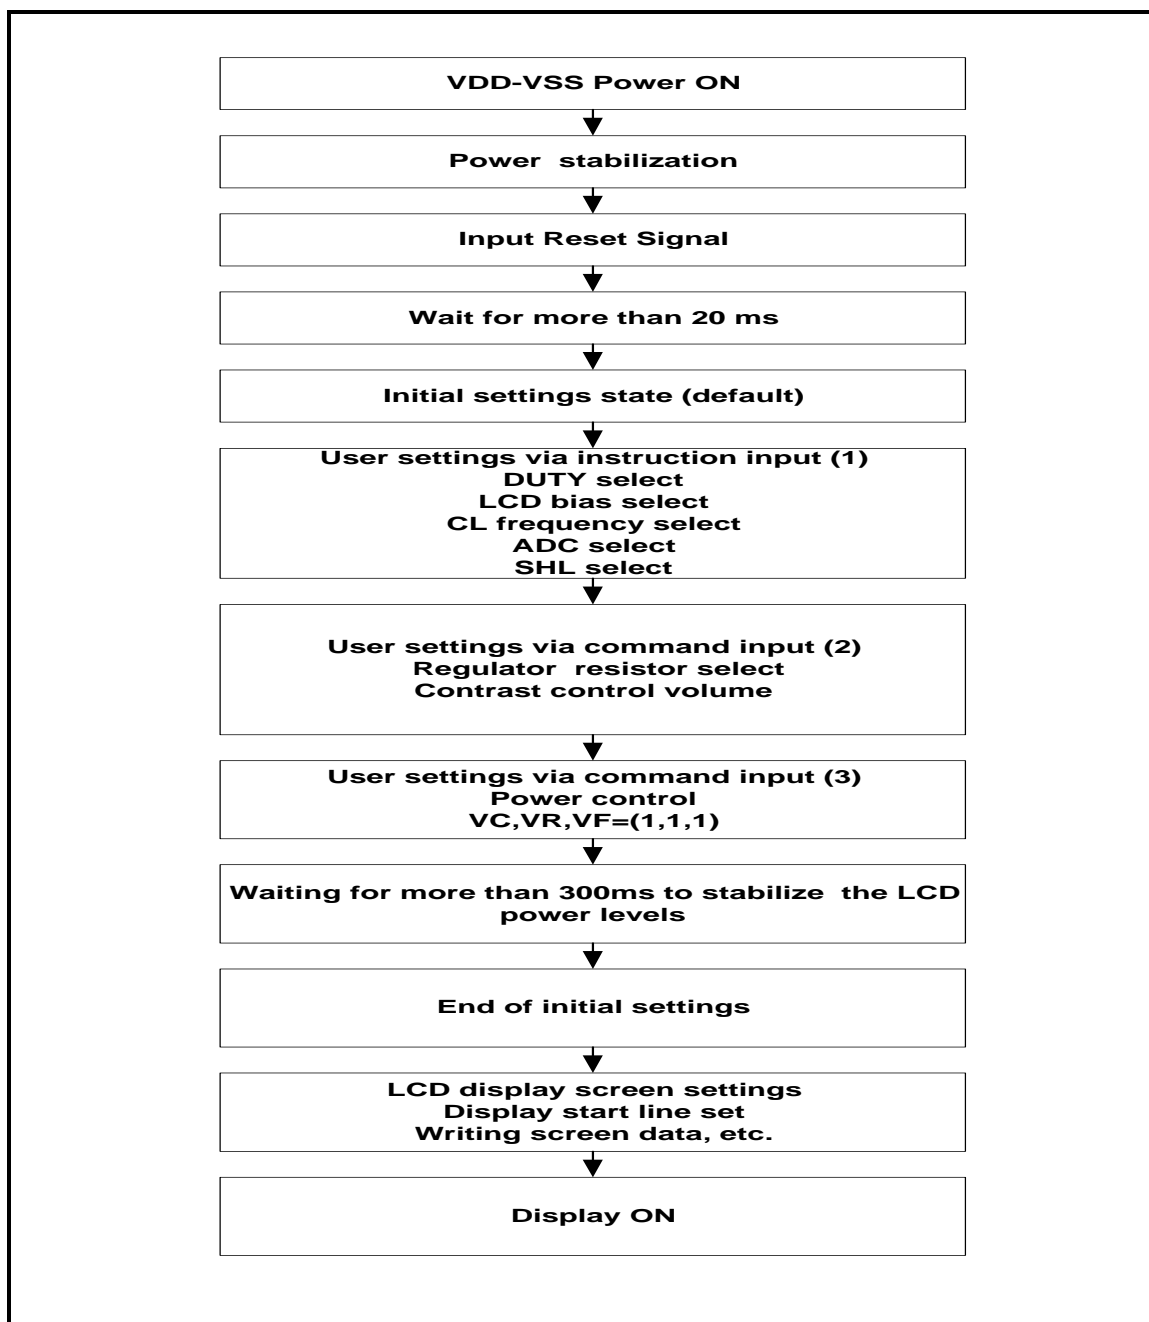 VDD-VSS Power ON
Power stabilization
Input Reset Signal
Wait for more than 20 ms
Initial settings state (default)
User settings via instruction input (1)
DUTY select
LCD bias select
CL frequency select
ADC select
SHL select
User settings via command input (2)
Regulator resistor select
Contrast control volume
User settings via command input (3)
Power control
VC,VR,VF=(1,1,1)
Waiting for more than 300ms to stabilize the LCD
power levels
End of initial settings
LCD display screen settings
Display start line set
Writing screen data, etc.
Display ON